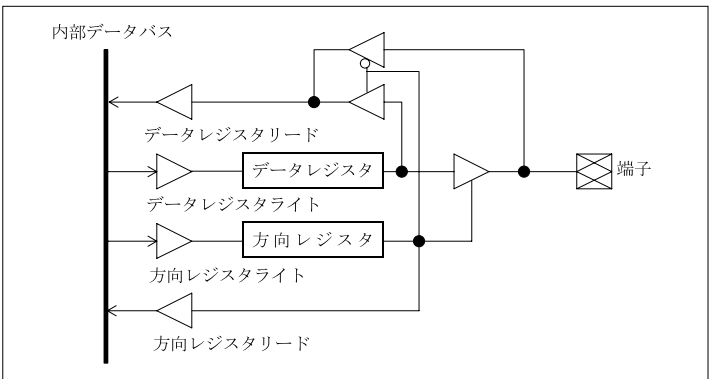 内部データバス
データレジスタリード
データレジスタ
端子
データレジスタライト
方向レジスタ
方向レジスタライト
方向レジスタリード